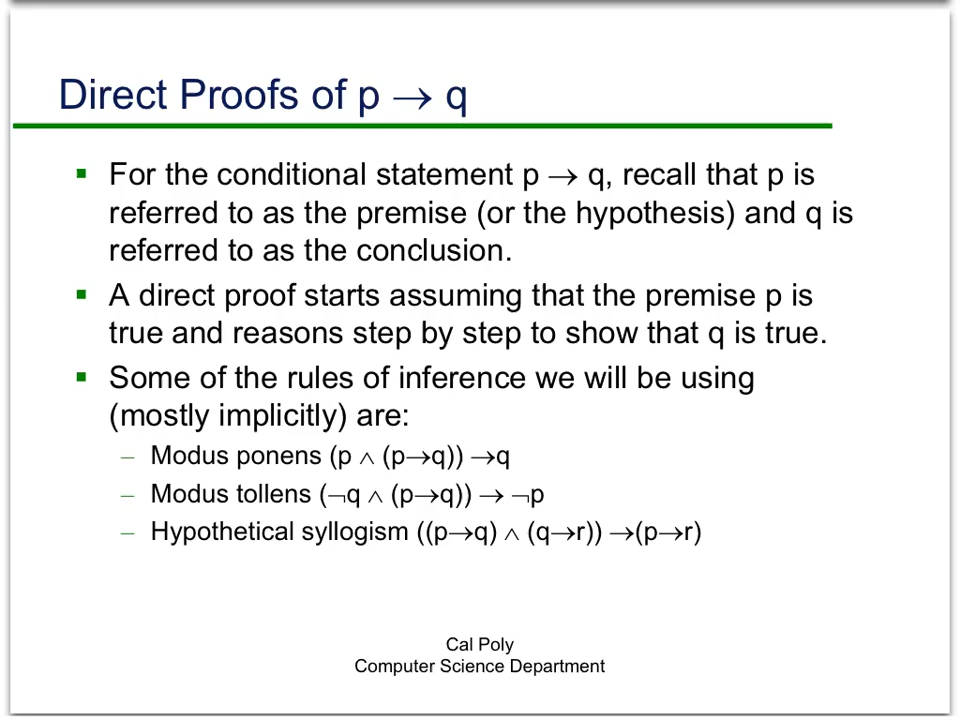 Direct Proofs of p → q
▪ For the conditional statement p → q, recall that p is
referred to as the premise (or the hypothesis) and q is
referred to as the conclusion.
▪ A direct proof starts assuming that the premise p is
true and reasons step by step to show that q is true.
▪ Some of the rules of inference we will be using
(mostly implicitly) are:
– Modus ponens (p ∧ (p→q)) →q
– Modus tollens (¬q ∧ (p→q)) → ¬p
– Hypothetical syllogism ((p→q) ∧ (q→r)) →(p→r)
Cal Poly
Computer Science Department